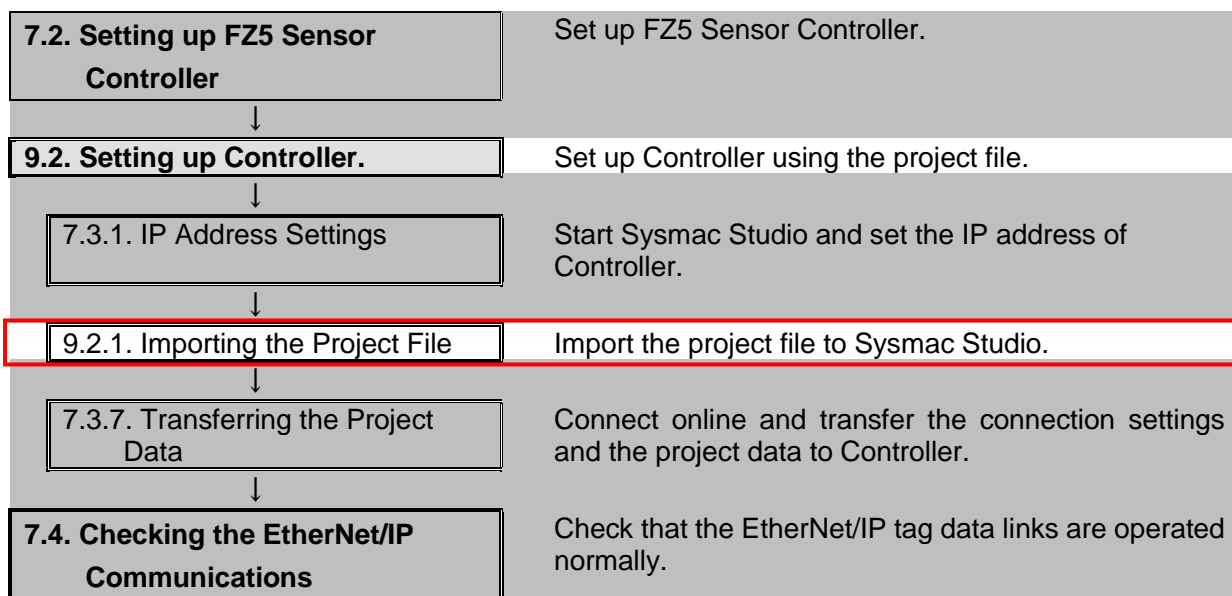 7.2. Setting up FZ5 Sensor
Controller
Set up FZ5 Sensor Controller.
↓
9.2. Setting up Controller.
Set up Controller using the project file.
↓
7.3.1. IP Address Settings
Start Sysmac Studio and set the IP address of
Controller.
↓
9.2.1. Importing the Project File
Import the project file to Sysmac Studio.
↓
7.3.7. Transferring the Project
Data
Connect online and transfer the connection settings
and the project data to Controller.
↓
7.4. Checking the EtherNet/IP
Communications
Check that the EtherNet/IP tag data links are operated
normally.